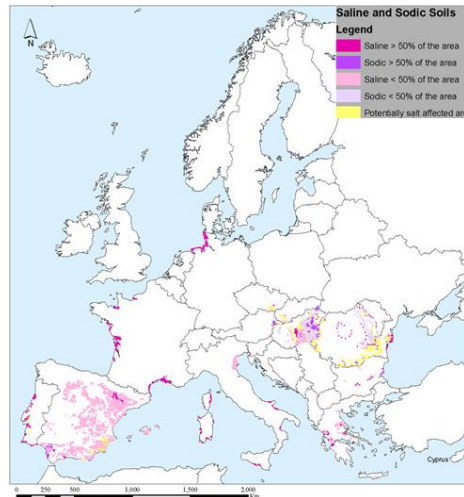 Saline and Sodic Soils
Legend
Saline > 50% of the area
Sodic > 50% of the area
Saline < 50% of the area
Sodic < 50% of the area
Potentially salt affected are
N
Cyprus
0 250 500 1,000 1,500 2,000